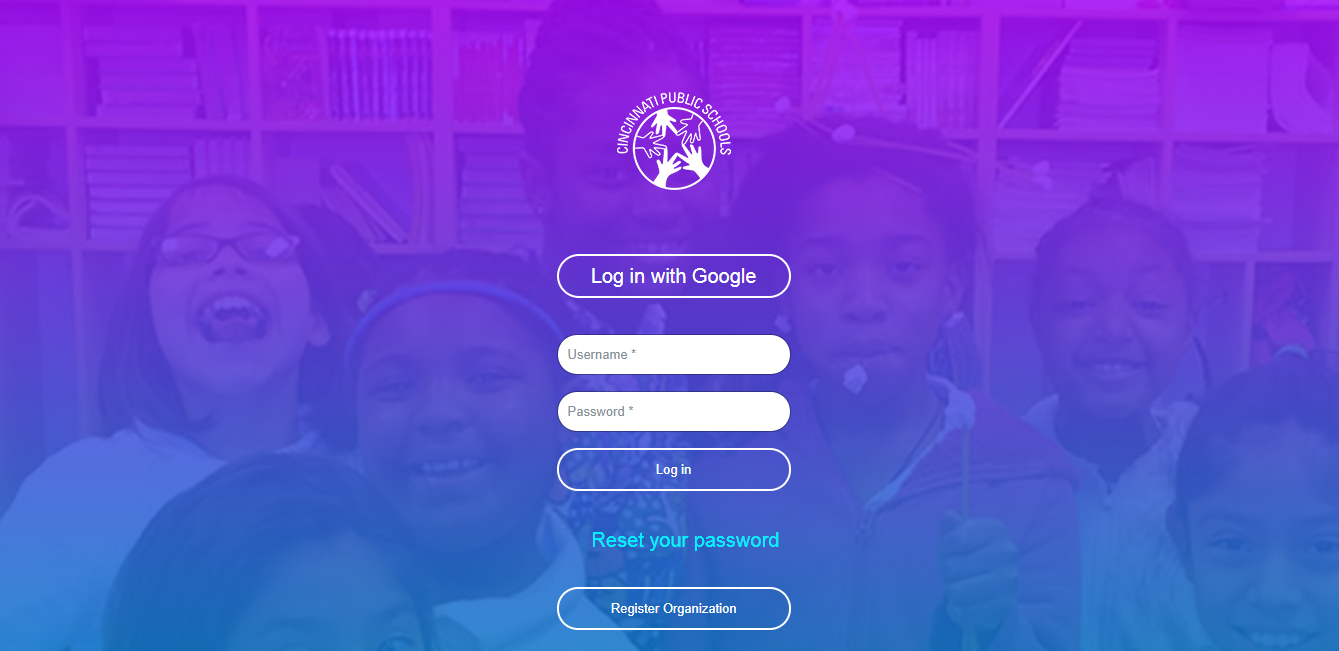 CINCINNATI PUBLIC SCHOOLS
Log in with Google
Username *
Password *
Log in
Reset your password
Register Organization